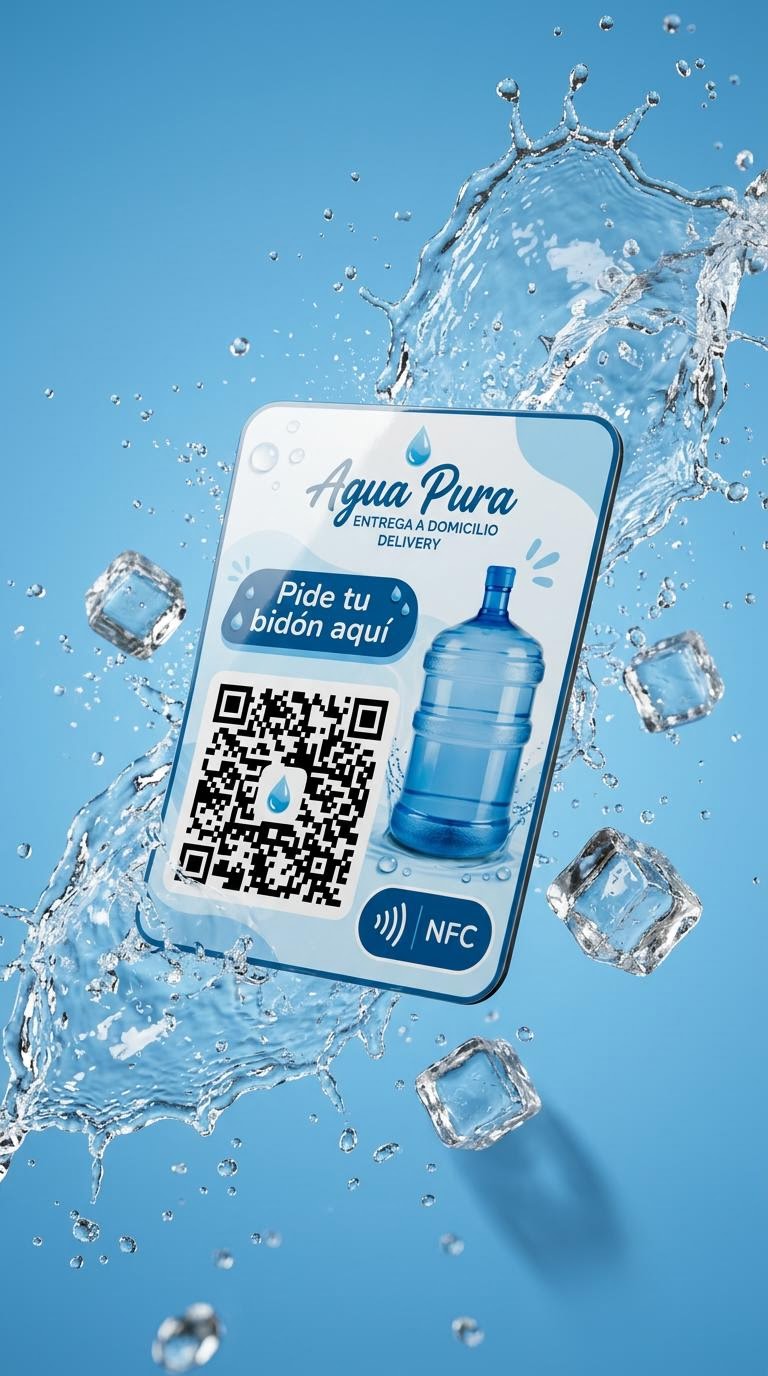 Agua Pura
ENTREGA A DOMICILIO
DELIVERY
Pide tu
bidón aquí
NFC